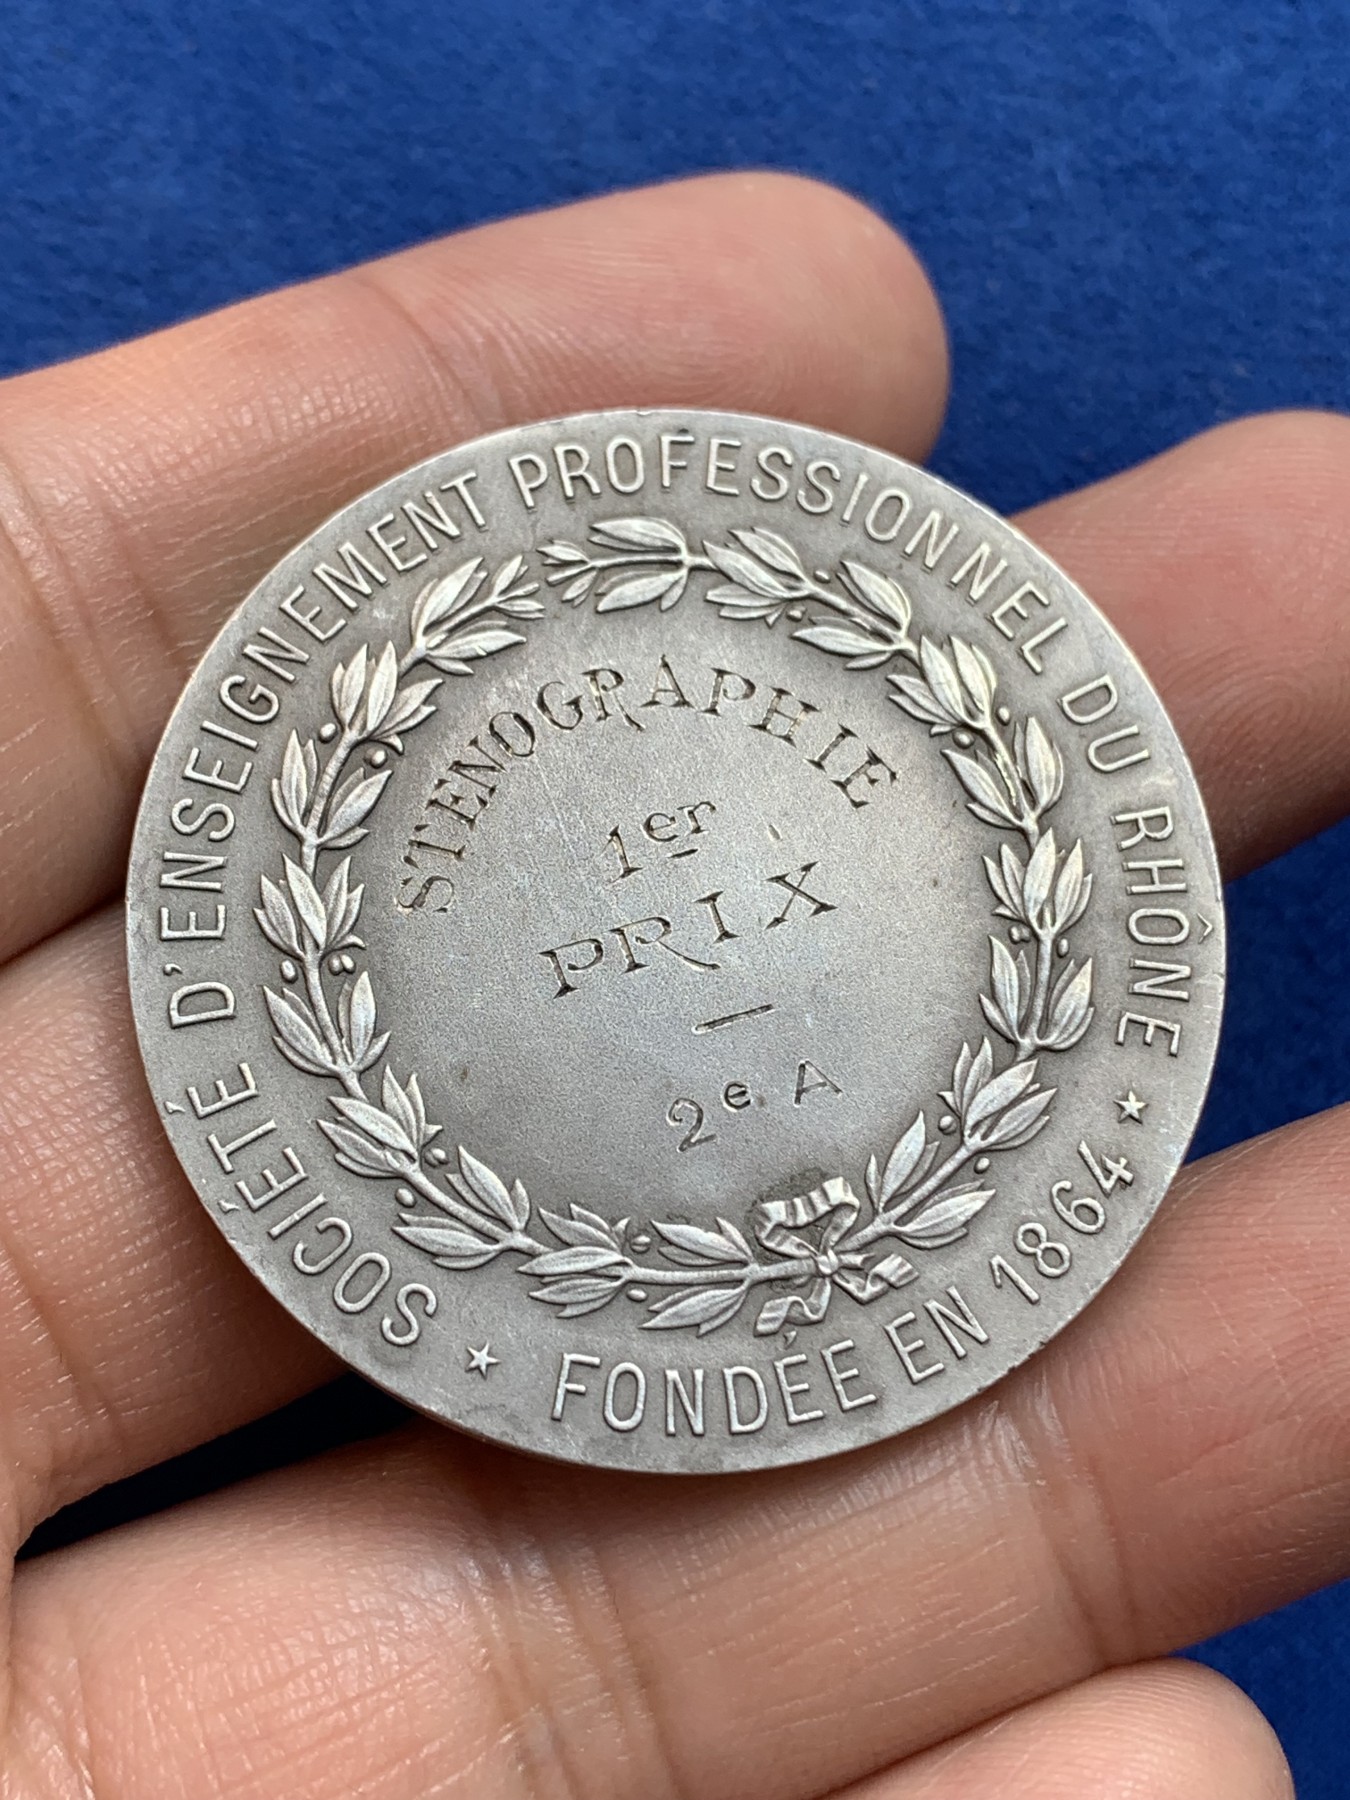 SOCIÉTÉ D'ENSEIGNEMENT PROFESSIONNEL DU RHÔNE
STENOGRAPHIE
1er
PRIX
2e A
FONDÉE EN 1864